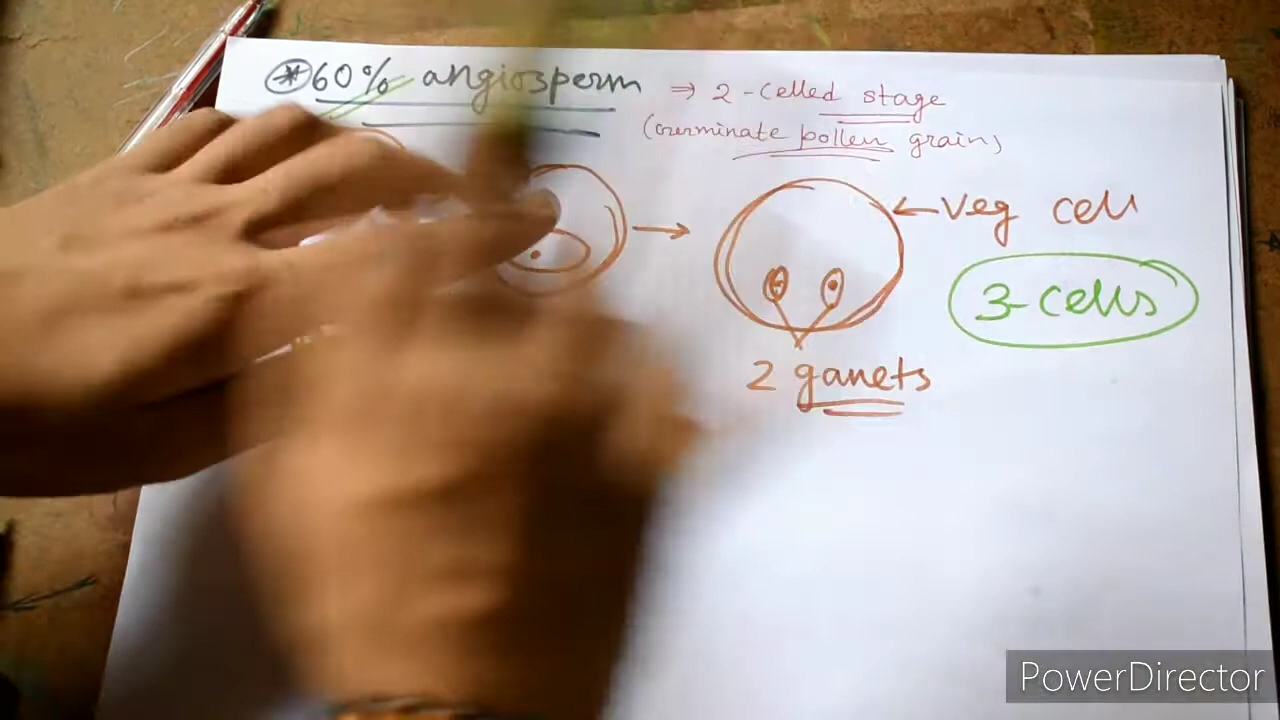 * 60% angiosperm ⇒ 2-celled stage
(Germinate pollen grain)
← Veg cell
3-cells
2 gamets
PowerDirector